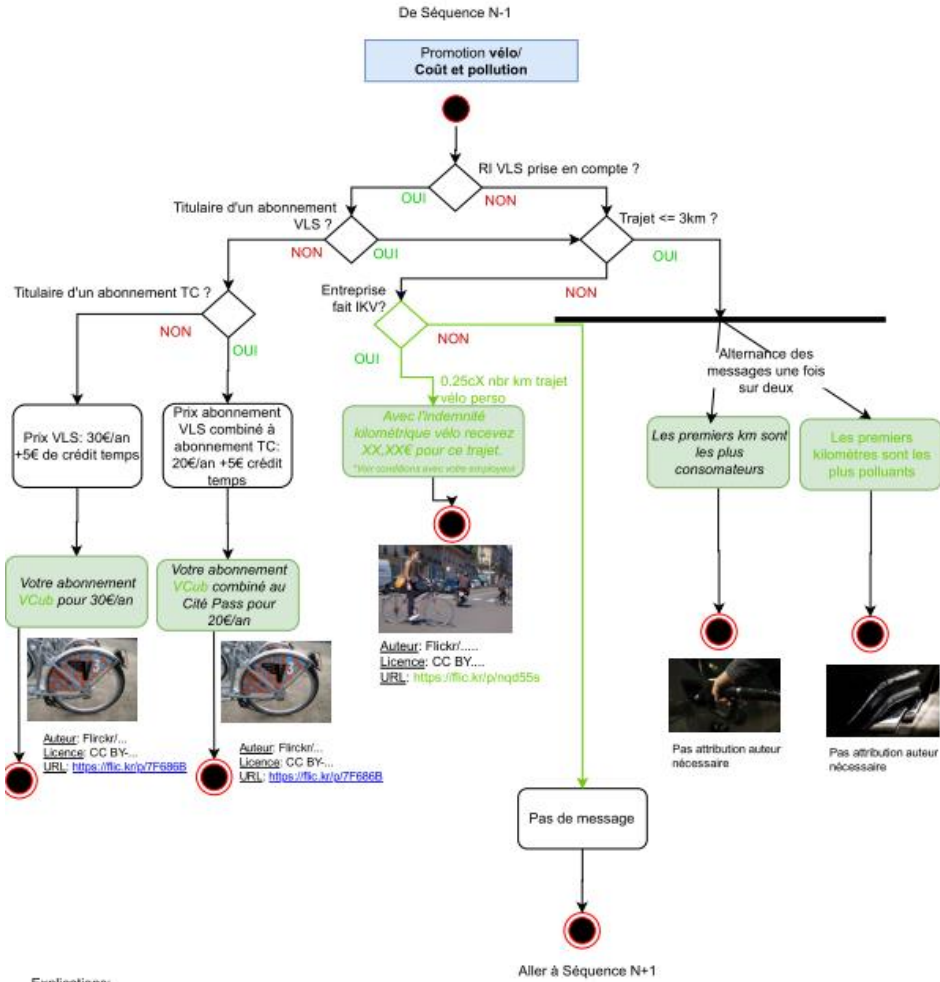 De Séquence N-1
Promotion vélo/
Coût et pollution
RI VLS prise en compte ?
OUI
NON
Titulaire d'un abonnement
VLS ?
Trajet <= 3km ?
NON
OUI
OUI
NON
Titulaire d'un abonnement TC ?
Entreprise
fait IKV?
NON
OUI
NON
OUI
Alternance des
messages une fois
sur deux
0.25cX nbr km trajet
vélo perso
Prix VLS: 30€/an
+5€ de crédit temps
Prix abonnement
VLS combiné à
abonnement TC:
20€/an +5€ crédit
temps
Avec l'indemnité
kilométrique vélo recevez
XX,XX€ pour ce trajet.
*Voir conditions avec votre employeur
Les premiers km sont
les plus
consomateurs
Les premiers
kilomètres sont les
plus polluants
Votre abonnement
VCub pour 30€/an
Votre abonnement
VCub combiné au
Cité Pass pour
20€/an
Auteur: Flickr/.....
Licence: CC BY....
URL: https://flic.kr/p/nqd55s
Auteur: Flirckr/...
Licence: CC BY-...
URL: https://flic.kr/p/7F686B
Auteur: Flirckr/...
Licence: CC BY-...
URL: https://flic.kr/p/7F686B
Pas attribution auteur
nécessaire
Pas attribution auteur
nécessaire
Pas de message
Aller à Séquence N+1
Explications: